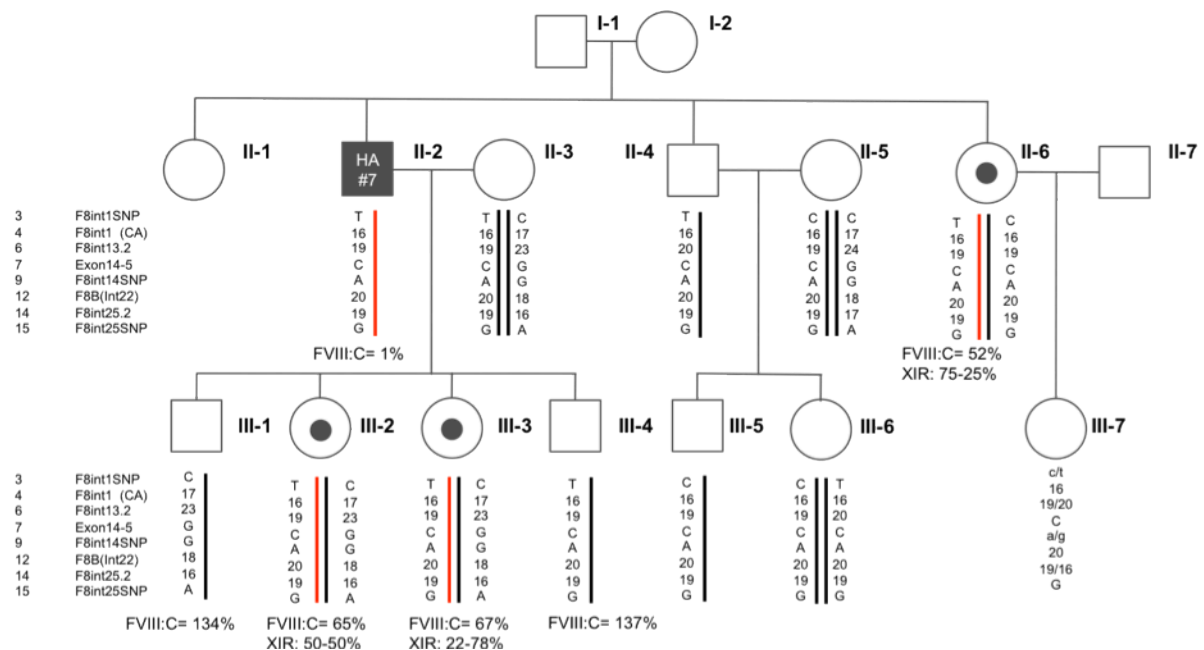 I-1 I-2
II-1 HA #7 II-2 II-3 II-4 II-5 II-6 II-7
3 F8int1SNP T T C T C C T C
4 F8int1 (CA) 16 16 17 16 16 17 16 16
6 F8int13.2 19 19 23 20 19 24 19 19
7 Exon14-5 C C G C C G C C
9 F8int14SNP A A G A A G A A
12 F8B(Int22) 20 20 18 20 20 18 20 20
14 F8int25.2 19 19 16 19 19 17 19 19
15 F8int25SNP G G A G G A G G
FVIII:C= 1% FVIII:C= 52%
XIR: 75-25%
III-1 III-2 III-3 III-4 III-5 III-6 III-7
3 F8int1SNP C T C T C T C C T c/t
4 F8int1 (CA) 17 16 17 16 17 16 16 16 16 16
6 F8int13.2 23 19 23 19 23 19 19 19 20 19/20
7 Exon14-5 G C G C G C C C C C
9 F8int14SNP G A G A G A A A A a/g
12 F8B(Int22) 18 20 18 20 18 20 20 20 20 20
14 F8int25.2 16 19 16 19 16 19 19 19 19 19/16
15 F8int25SNP A G A G A G G G G G
FVIII:C= 134% FVIII:C= 65% FVIII:C= 67% FVIII:C= 137%
XIR: 50-50% XIR: 22-78%